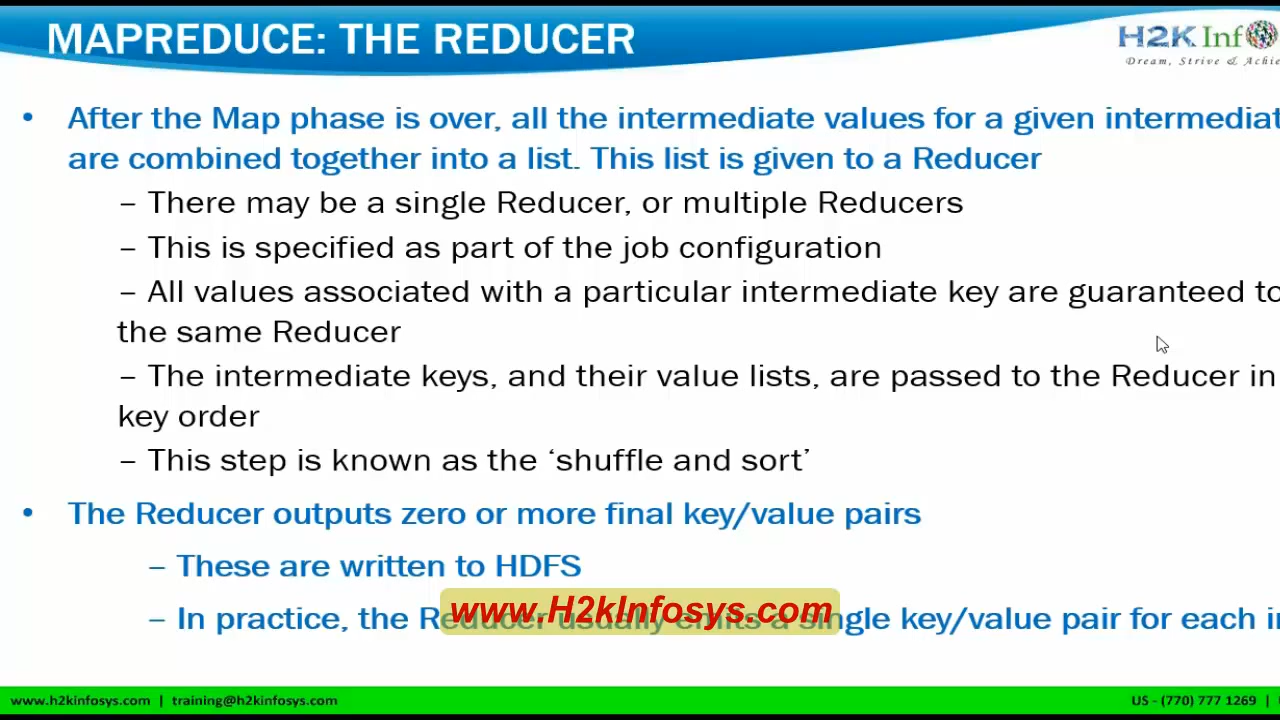 MAPREDUCE: THE REDUCER
H2K Inf
Dream, Strive & Achie
• After the Map phase is over, all the intermediate values for a given intermediat
are combined together into a list. This list is given to a Reducer
– There may be a single Reducer, or multiple Reducers
– This is specified as part of the job configuration
– All values associated with a particular intermediate key are guaranteed to
the same Reducer
– The intermediate keys, and their value lists, are passed to the Reducer in
key order
– This step is known as the ‘shuffle and sort’
• The Reducer outputs zero or more final key/value pairs
– These are written to HDFS
– In practice, the Reducer usually emits a single key/value pair for each i
www.H2kInfosys.com
www.h2kinfosys.com | training@h2kinfosys.com
US - (770) 777 1269 |